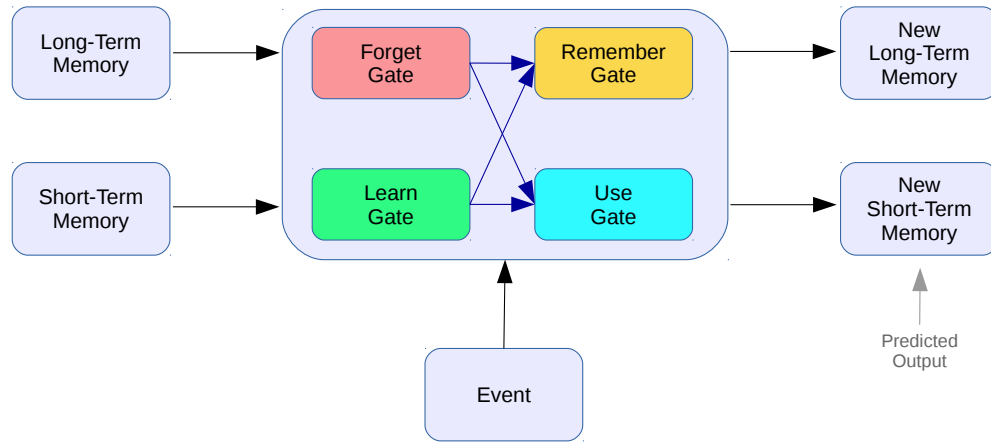 Long-Term
Memory
Forget
Gate
Remember
Gate
New
Long-Term
Memory
Short-Term
Memory
Learn
Gate
Use
Gate
New
Short-Term
Memory
Event
Predicted
Output